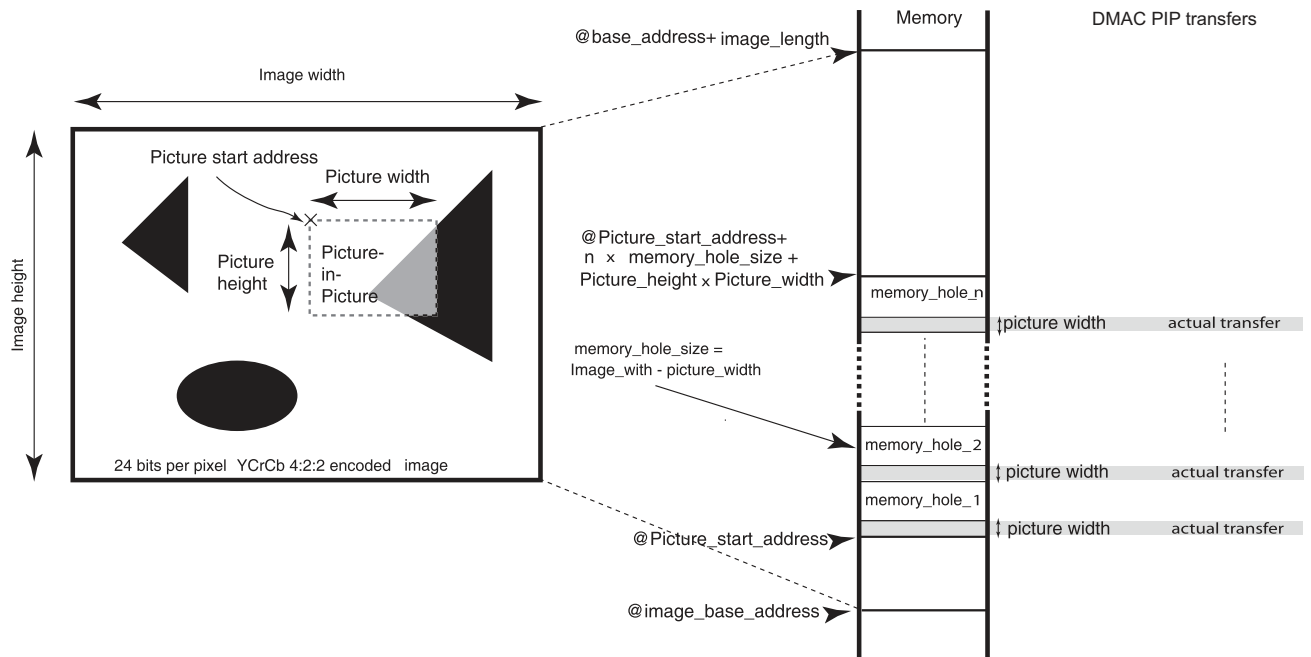 Memory
DMAC PIP transfers
@base_address+ image_length
Image width
Picture start address
Picture width
Picture
height
Picture-
in-
Picture
Image height
24 bits per pixel YCrCb 4:2:2 encoded image
@Picture_start_address+
n x memory_hole_size +
Picture_height x Picture_width
memory_hole_n
picture width
actual transfer
memory_hole_size =
Image_with - picture_width
memory_hole_2
picture width
actual transfer
memory_hole_1
picture width
actual transfer
@Picture_start_address
@image_base_address